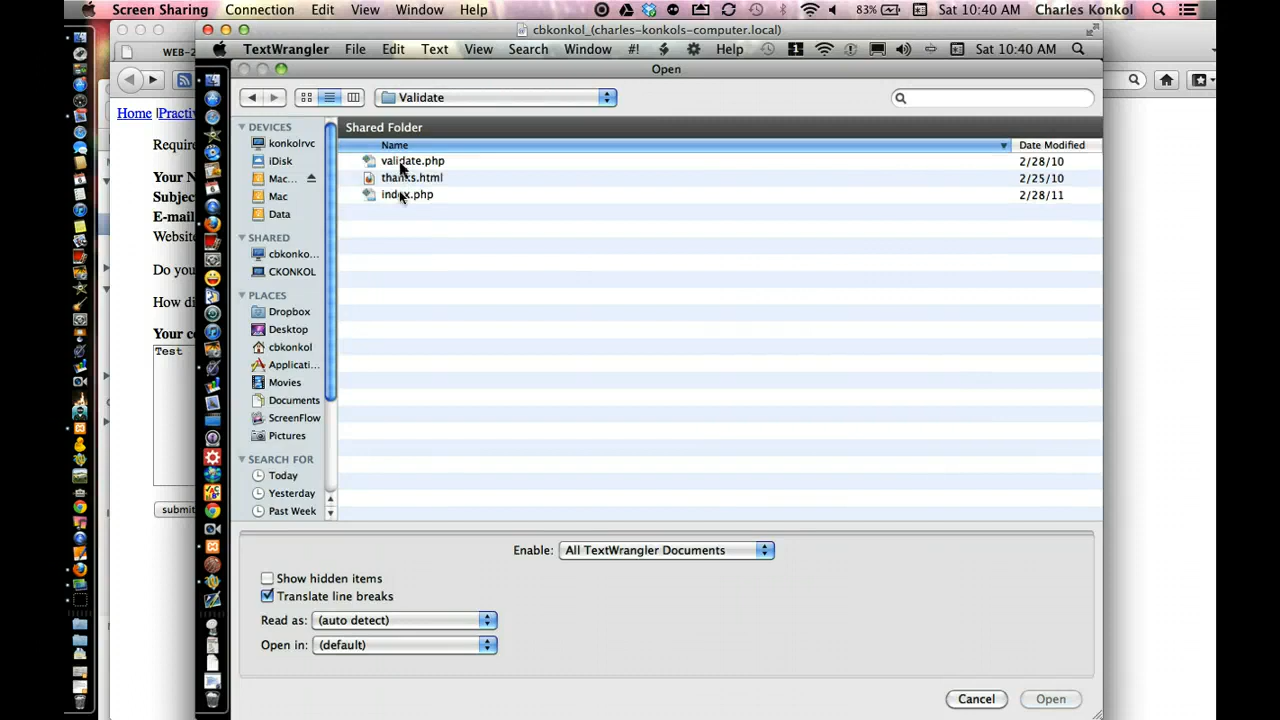 Screen Sharing Connection Edit View Window Help 83% Sat 10:40 AM Charles Konkol
cbkonkol_(charles-konkols-computer.local)
WEB-2
TextWrangler File Edit Text View Search Window #! Help 1 Sat 10:40 AM
Open
Validate
Home |Practiv
Shared Folder
DEVICES
Name Date Modified
konkolrvc
iDisk
Mac...
Mac
Data
validate.php 2/28/10
thanks.html 2/25/10
index.php 2/28/11
Require
Your N
Subjec
E-mail
Website
Do you
How di
Your co
Test
submit
SHARED
cbkonko...
CKONKOL
PLACES
Dropbox
Desktop
cbkonkol
Applicati...
Movies
Documents
ScreenFlow
Pictures
SEARCH FOR
Today
Yesterday
Past Week
Enable: All TextWrangler Documents
Show hidden items
Translate line breaks
Read as: (auto detect)
Open in: (default)
Cancel Open